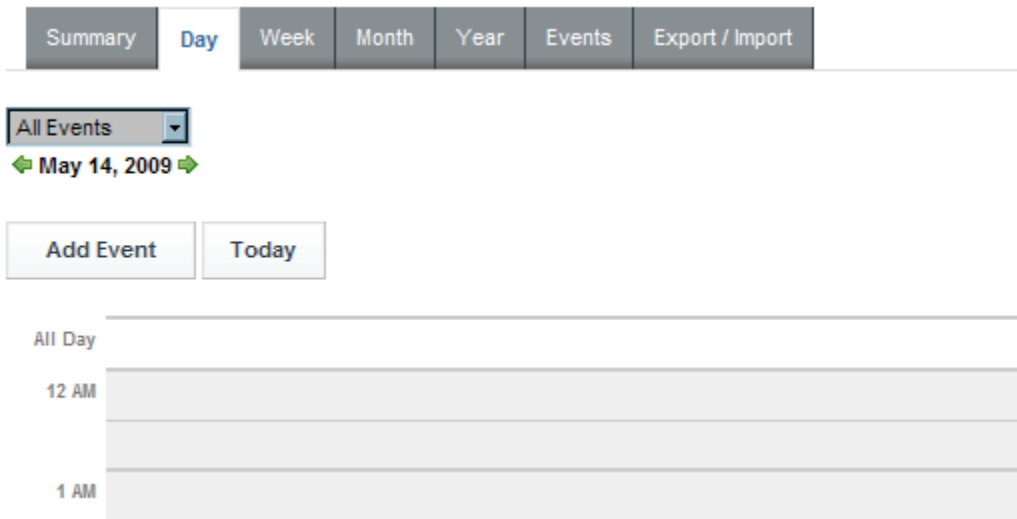 Summary Day Week Month Year Events Export / Import
All Events
May 14, 2009
Add Event Today
All Day
12 AM
1 AM